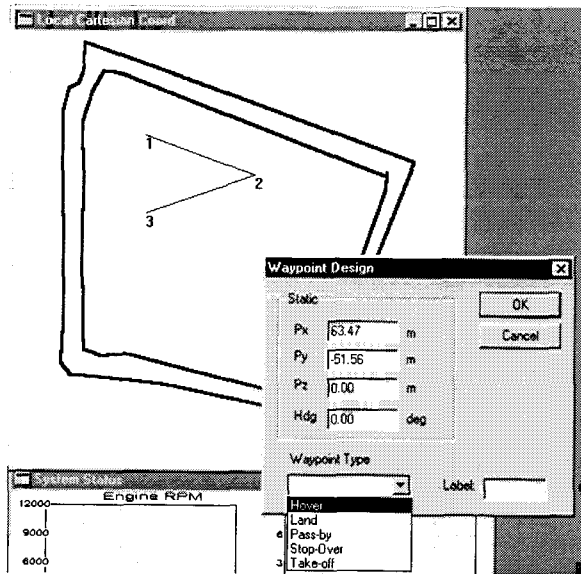 Local Cartesian Coord
1
2
3
Waypoint Design
Static
Px 63.47 m
Py -51.56 m
Pz 0.00 m
Hdg 0.00 deg
OK
Cancel
Waypoint Type
Label:
Hover
Land
Pass-by
Stop-Over
Take-off
System Status
Engine RPM
12000
9000
6000
6
3